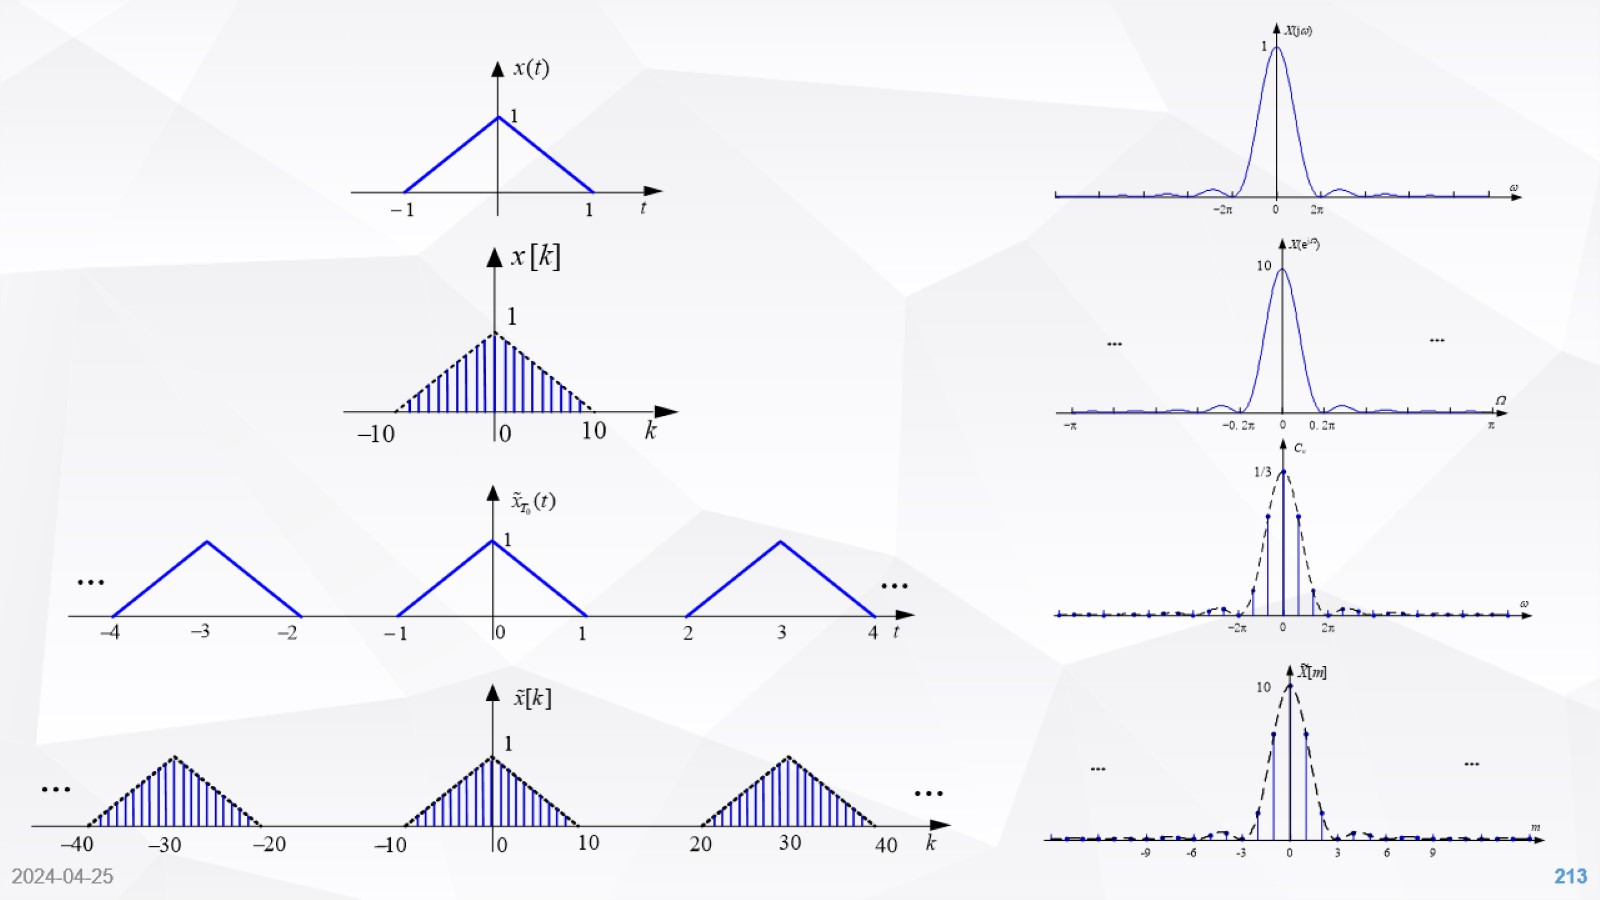 x(t)
1
−1 1 t
x[k]
1
−10 0 10 k
x̃T₀(t)
1
... ...
−4 −3 −2 −1 0 1 2 3 4 t
x̃[k]
1
... ...
−40 −30 −20 −10 0 10 20 30 40 k
X(jω)
1
−2π 0 2π ω
X(e^jΩ)
10
... ...
−π −0.2π 0 0.2π π Ω
1/3
−2π 0 2π ω
X̃[m]
10
... ...
-9 -6 -3 0 3 6 9 m
2024-04-25
213